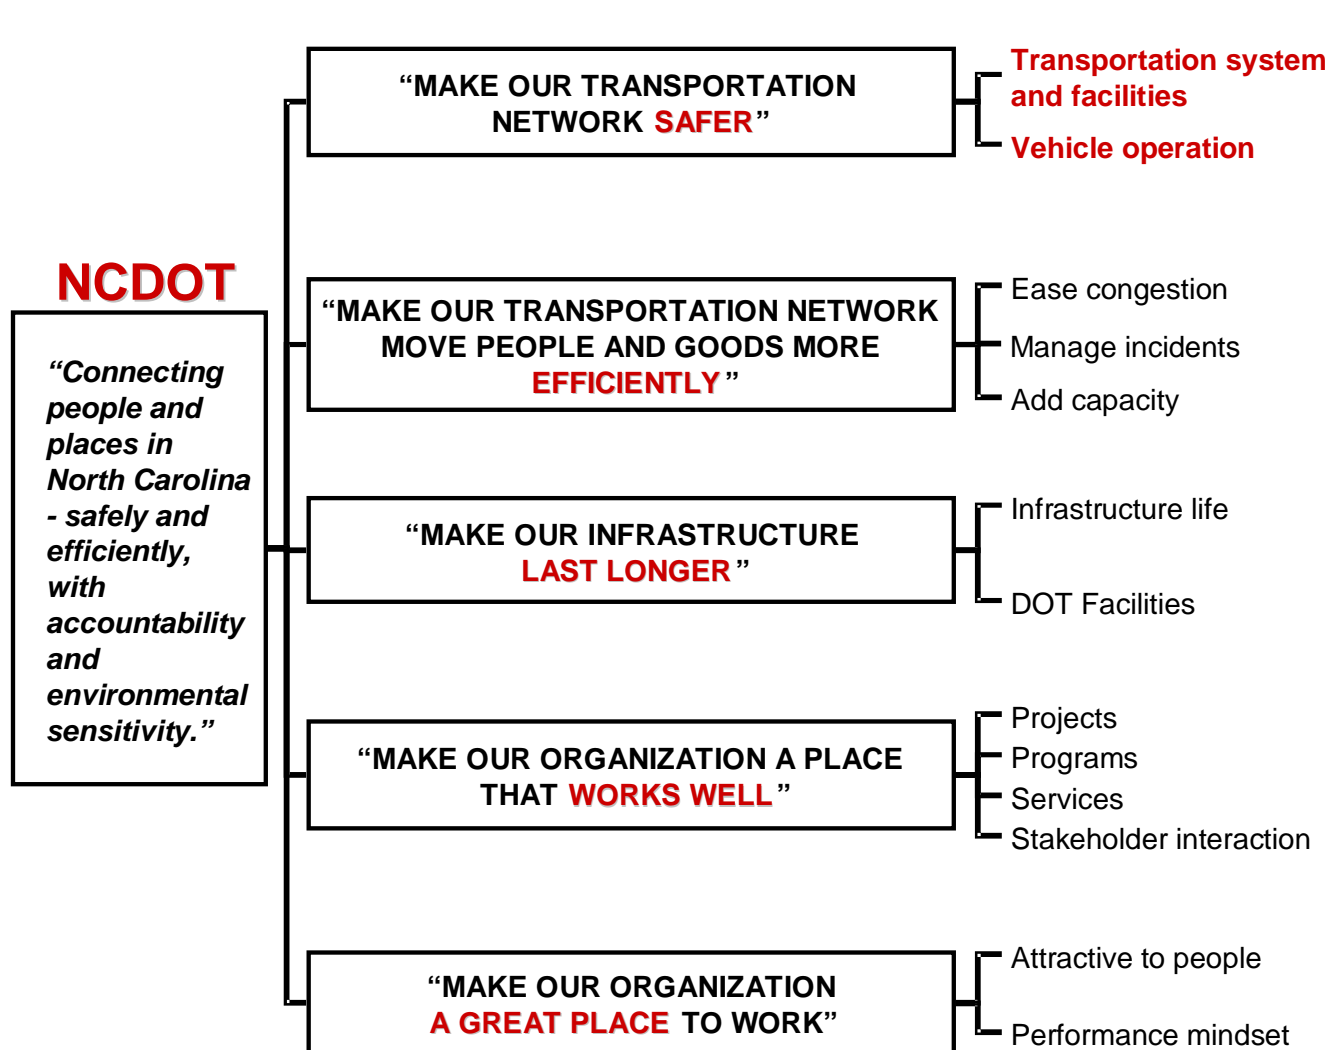 NCDOT
“Connecting
people and
places in
North Carolina
- safely and
efficiently,
with
accountability
and
environmental
sensitivity.”
“MAKE OUR TRANSPORTATION
NETWORK SAFER”
Transportation system
and facilities
Vehicle operation
“MAKE OUR TRANSPORTATION NETWORK
MOVE PEOPLE AND GOODS MORE
EFFICIENTLY”
Ease congestion
Manage incidents
Add capacity
“MAKE OUR INFRASTRUCTURE
LAST LONGER”
Infrastructure life
DOT Facilities
“MAKE OUR ORGANIZATION A PLACE
THAT WORKS WELL”
Projects
Programs
Services
Stakeholder interaction
“MAKE OUR ORGANIZATION
A GREAT PLACE TO WORK”
Attractive to people
Performance mindset